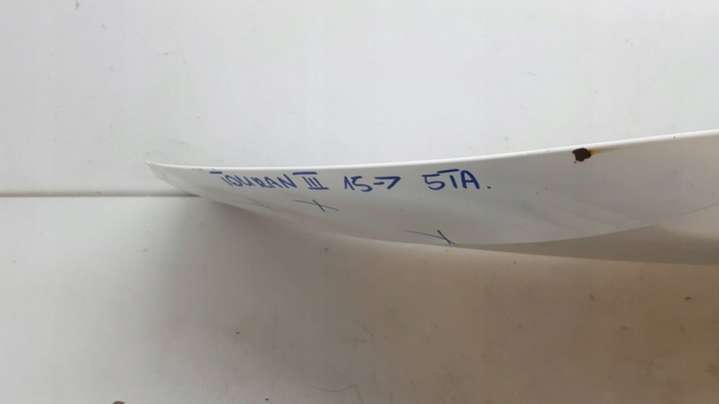 TOURAN III 15-> 5TA.